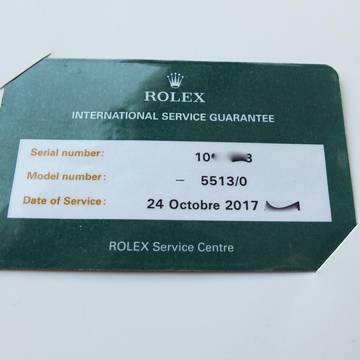 ROLEX
INTERNATIONAL SERVICE GUARANTEE
Serial number:
Model number: – 5513/0
Date of Service: 24 Octobre 2017
ROLEX Service Centre